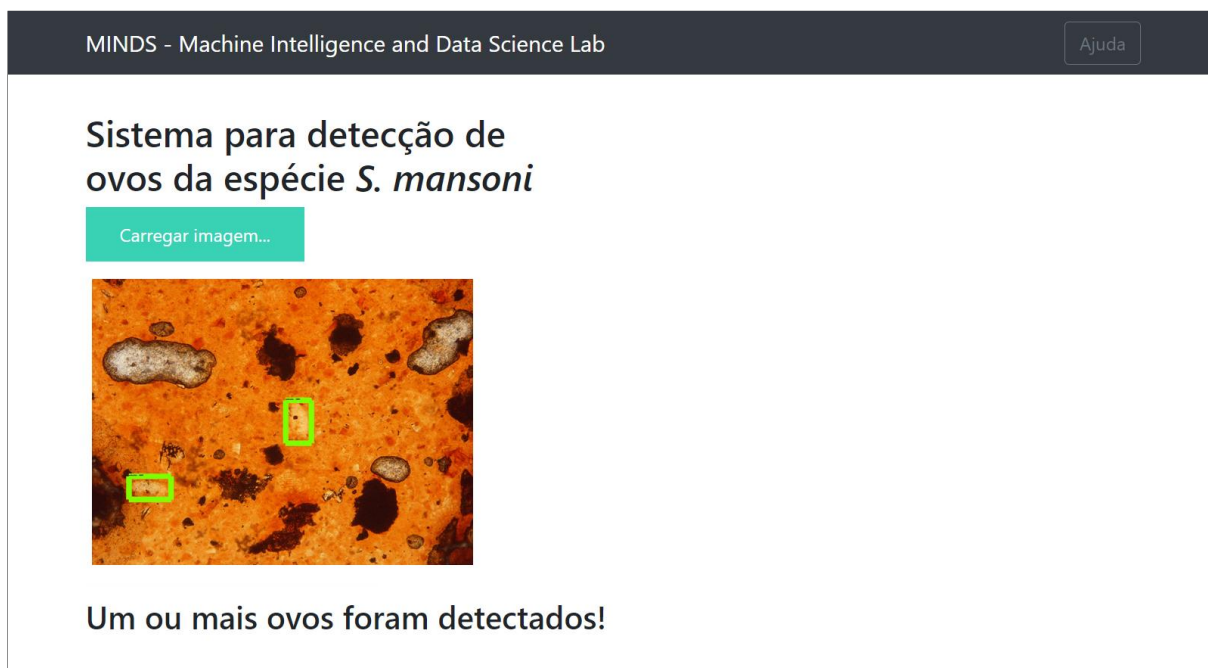 MINDS - Machine Intelligence and Data Science Lab
Ajuda
Sistema para detecção de
ovos da espécie S. mansoni
Carregar imagem...
Um ou mais ovos foram detectados!